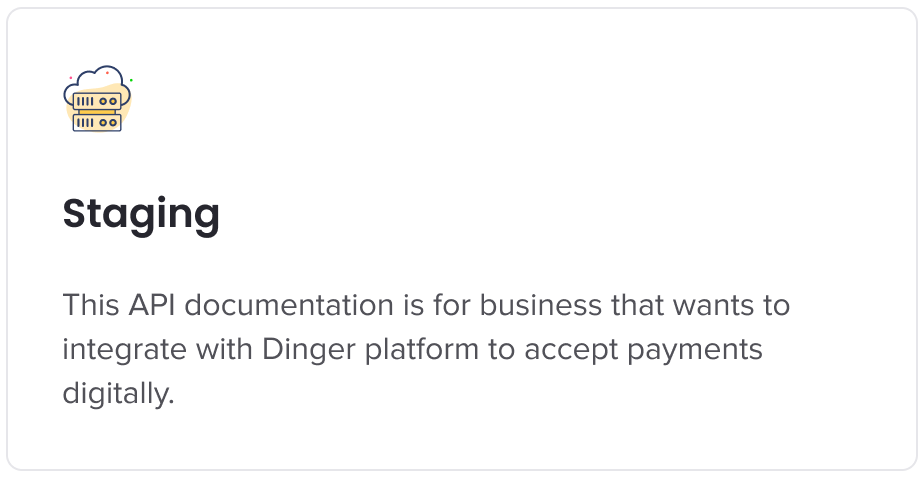 Staging
This API documentation is for business that wants to
integrate with Dinger platform to accept payments
digitally.